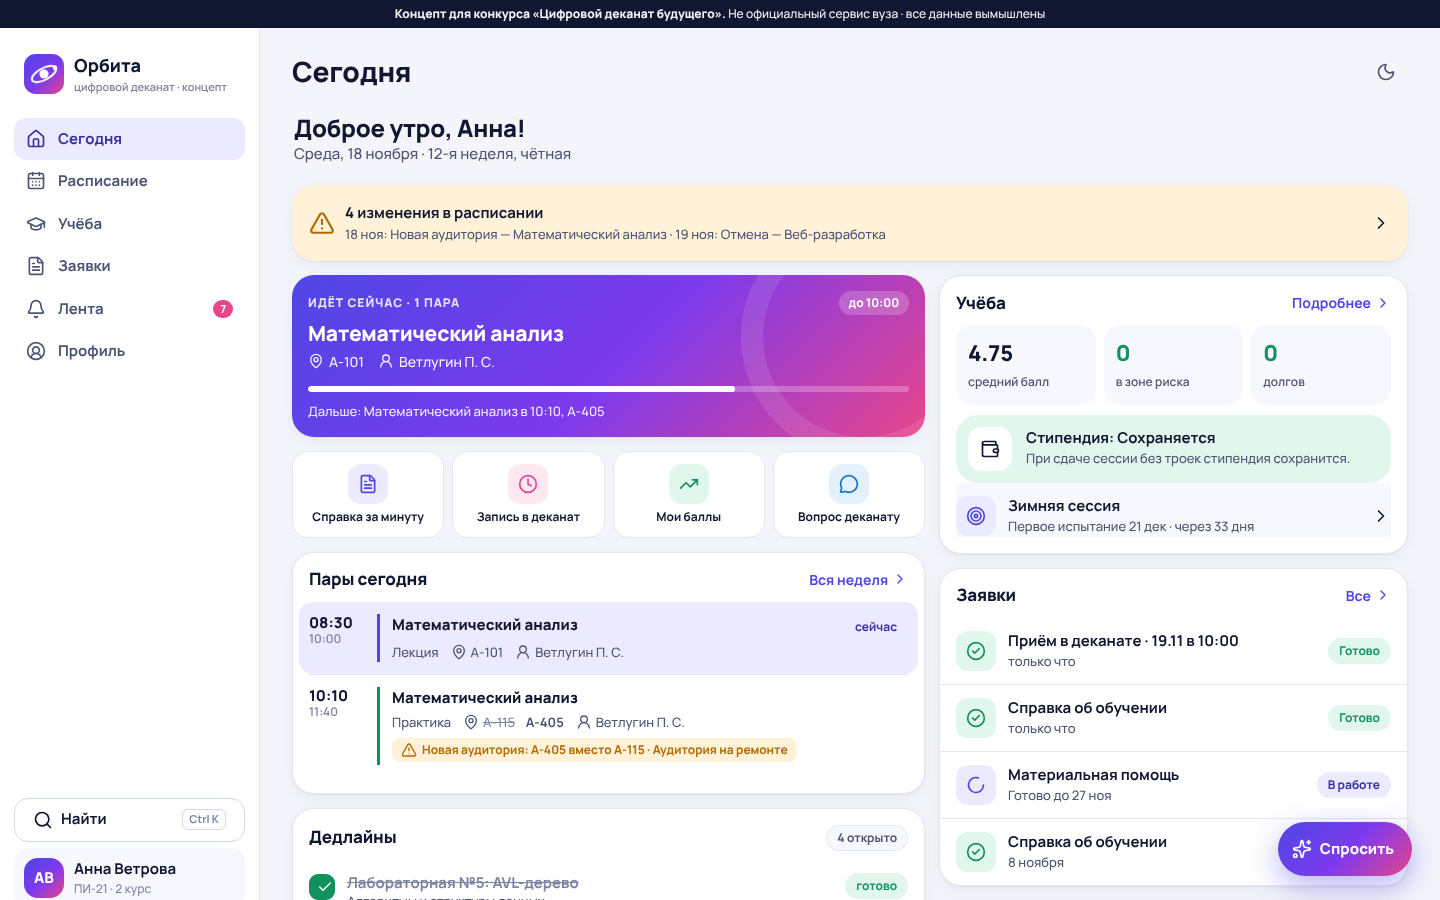 Концепт для конкурса «Цифровой деканат будущего». Не официальный сервис вуза · все данные вымышлены
Орбита
цифровой деканат · концепт
Сегодня
Расписание
Учёба
Заявки
Лента
7
Профиль
Найти
Ctrl K
АВ
Анна Ветрова
ПИ-21 · 2 курс
Сегодня
Доброе утро, Анна!
Среда, 18 ноября · 12-я неделя, чётная
4 изменения в расписании
18 ноя: Новая аудитория — Математический анализ · 19 ноя: Отмена — Веб-разработка
ИДЁТ СЕЙЧАС · 1 ПАРА
до 10:00
Математический анализ
А-101 Ветлугин П. С.
Дальше: Математический анализ в 10:10, А-405
Справка за минуту
Запись в деканат
Мои баллы
Вопрос деканату
Пары сегодня
Вся неделя
08:30
10:00
Математический анализ
сейчас
Лекция А-101 Ветлугин П. С.
10:10
11:40
Математический анализ
Практика А-115 А-405 Ветлугин П. С.
Новая аудитория: А-405 вместо А-115 · Аудитория на ремонте
Дедлайны
4 открыто
Лабораторная №5: AVL-дерево
готово
Учёба
Подробнее
4.75
средний балл
0
в зоне риска
0
долгов
Стипендия: Сохраняется
При сдаче сессии без троек стипендия сохранится.
Зимняя сессия
Первое испытание 21 дек · через 33 дня
Заявки
Все
Приём в деканате · 19.11 в 10:00
только что
Готово
Справка об обучении
только что
Готово
Материальная помощь
Готово до 27 ноя
В работе
Справка об обучении
8 ноября
Спросить